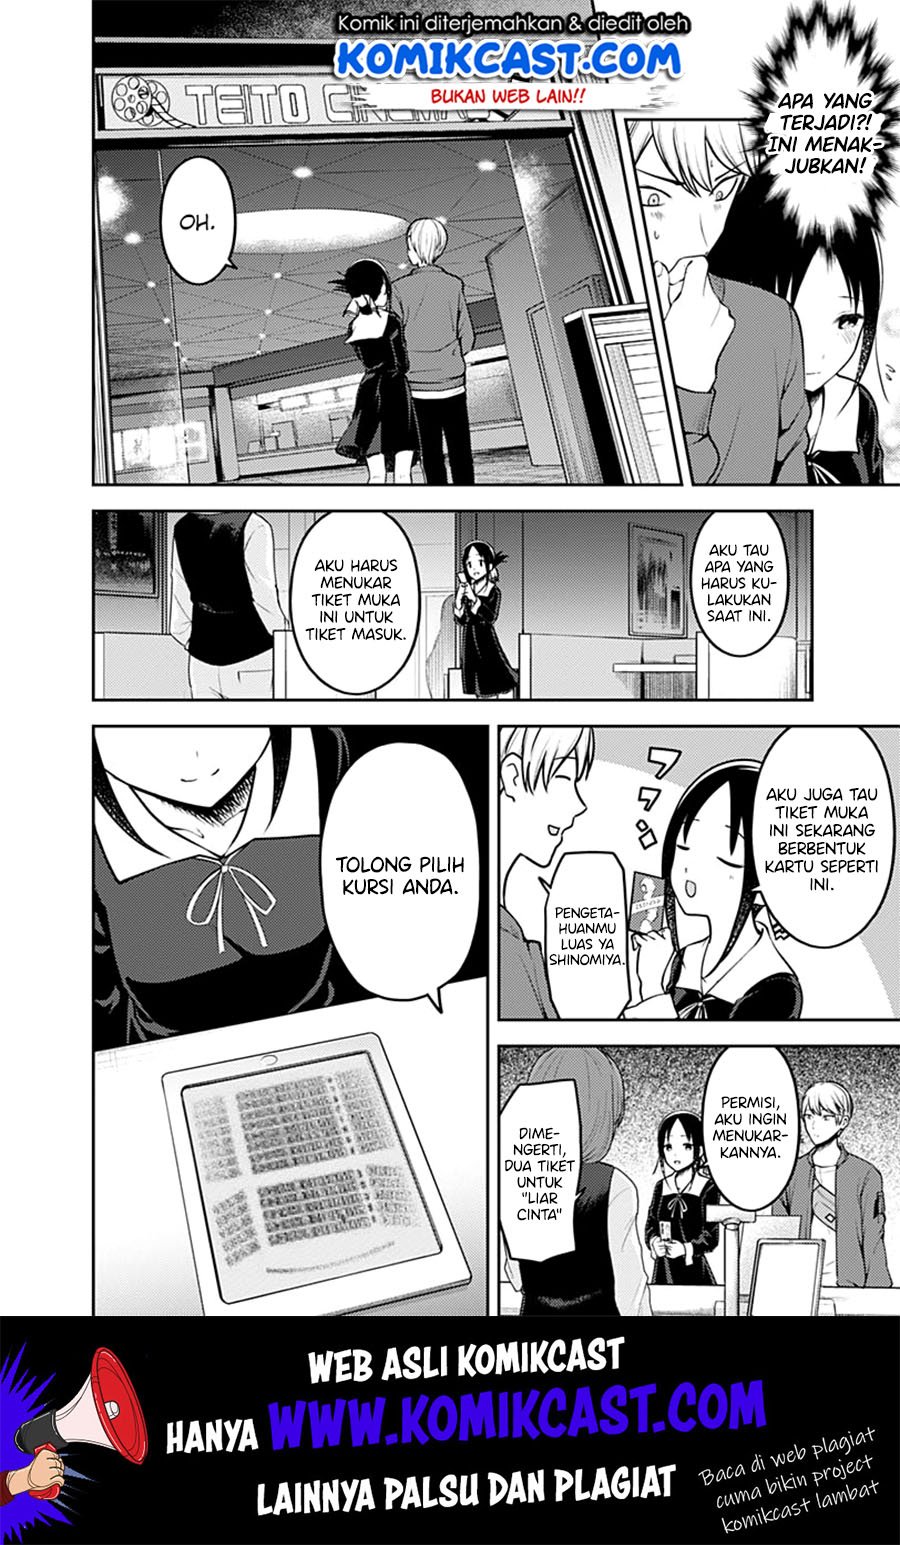 Komik ini diterjemahkan & diedit oleh
KOMIKCAST.COM
BUKAN WEB LAIN!!
APA YANG
TERJADI?!
INI MENAK-
JUBKAN!
TEITO CINEMA
OH.
AKU TAU
APA YANG
HARUS KU-
LAKUKAN
SAAT INI.
AKU HARUS
MENUKAR
TIKET MUKA
INI UNTUK
TIKET MASUK.
AKU JUGA TAU
TIKET MUKA
INI SEKARANG
BERBENTUK
KARTU SEPERTI
INI.
フフン
PENGETA-
HUANMU
LUAS YA
SHINOMIYA.
TOLONG PILIH
KURSI ANDA.
PERMISI,
AKU INGIN
MENUKAR-
KANNYA.
DIME-
NGERTI,
DUA TIKET
UNTUK
"LIAR
CINTA"
WEB ASLI KOMIKCAST
HANYA WWW.KOMIKCAST.COM
LAINNYA PALSU DAN PLAGIAT
Baca di web plagiat
cuma bikin project
komikcast lambat